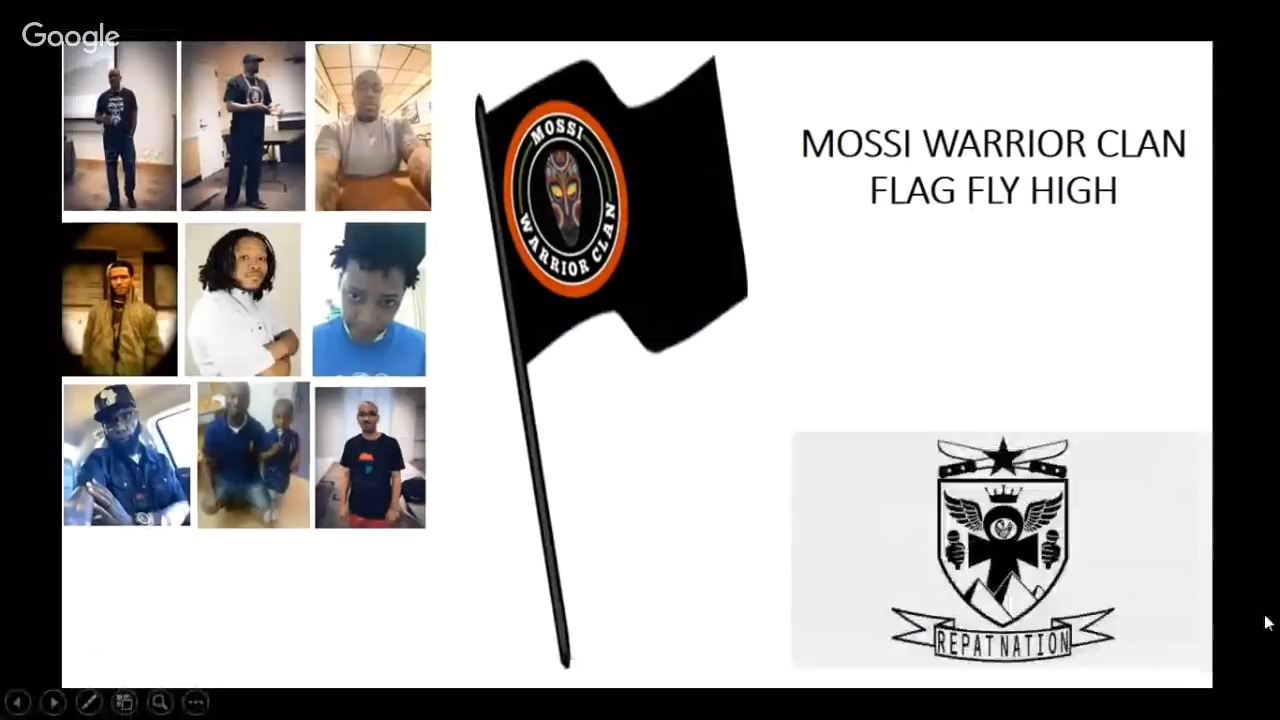 Google
MOSSI
WARRIOR CLAN
MOSSI WARRIOR CLAN
FLAG FLY HIGH
REPATNATION